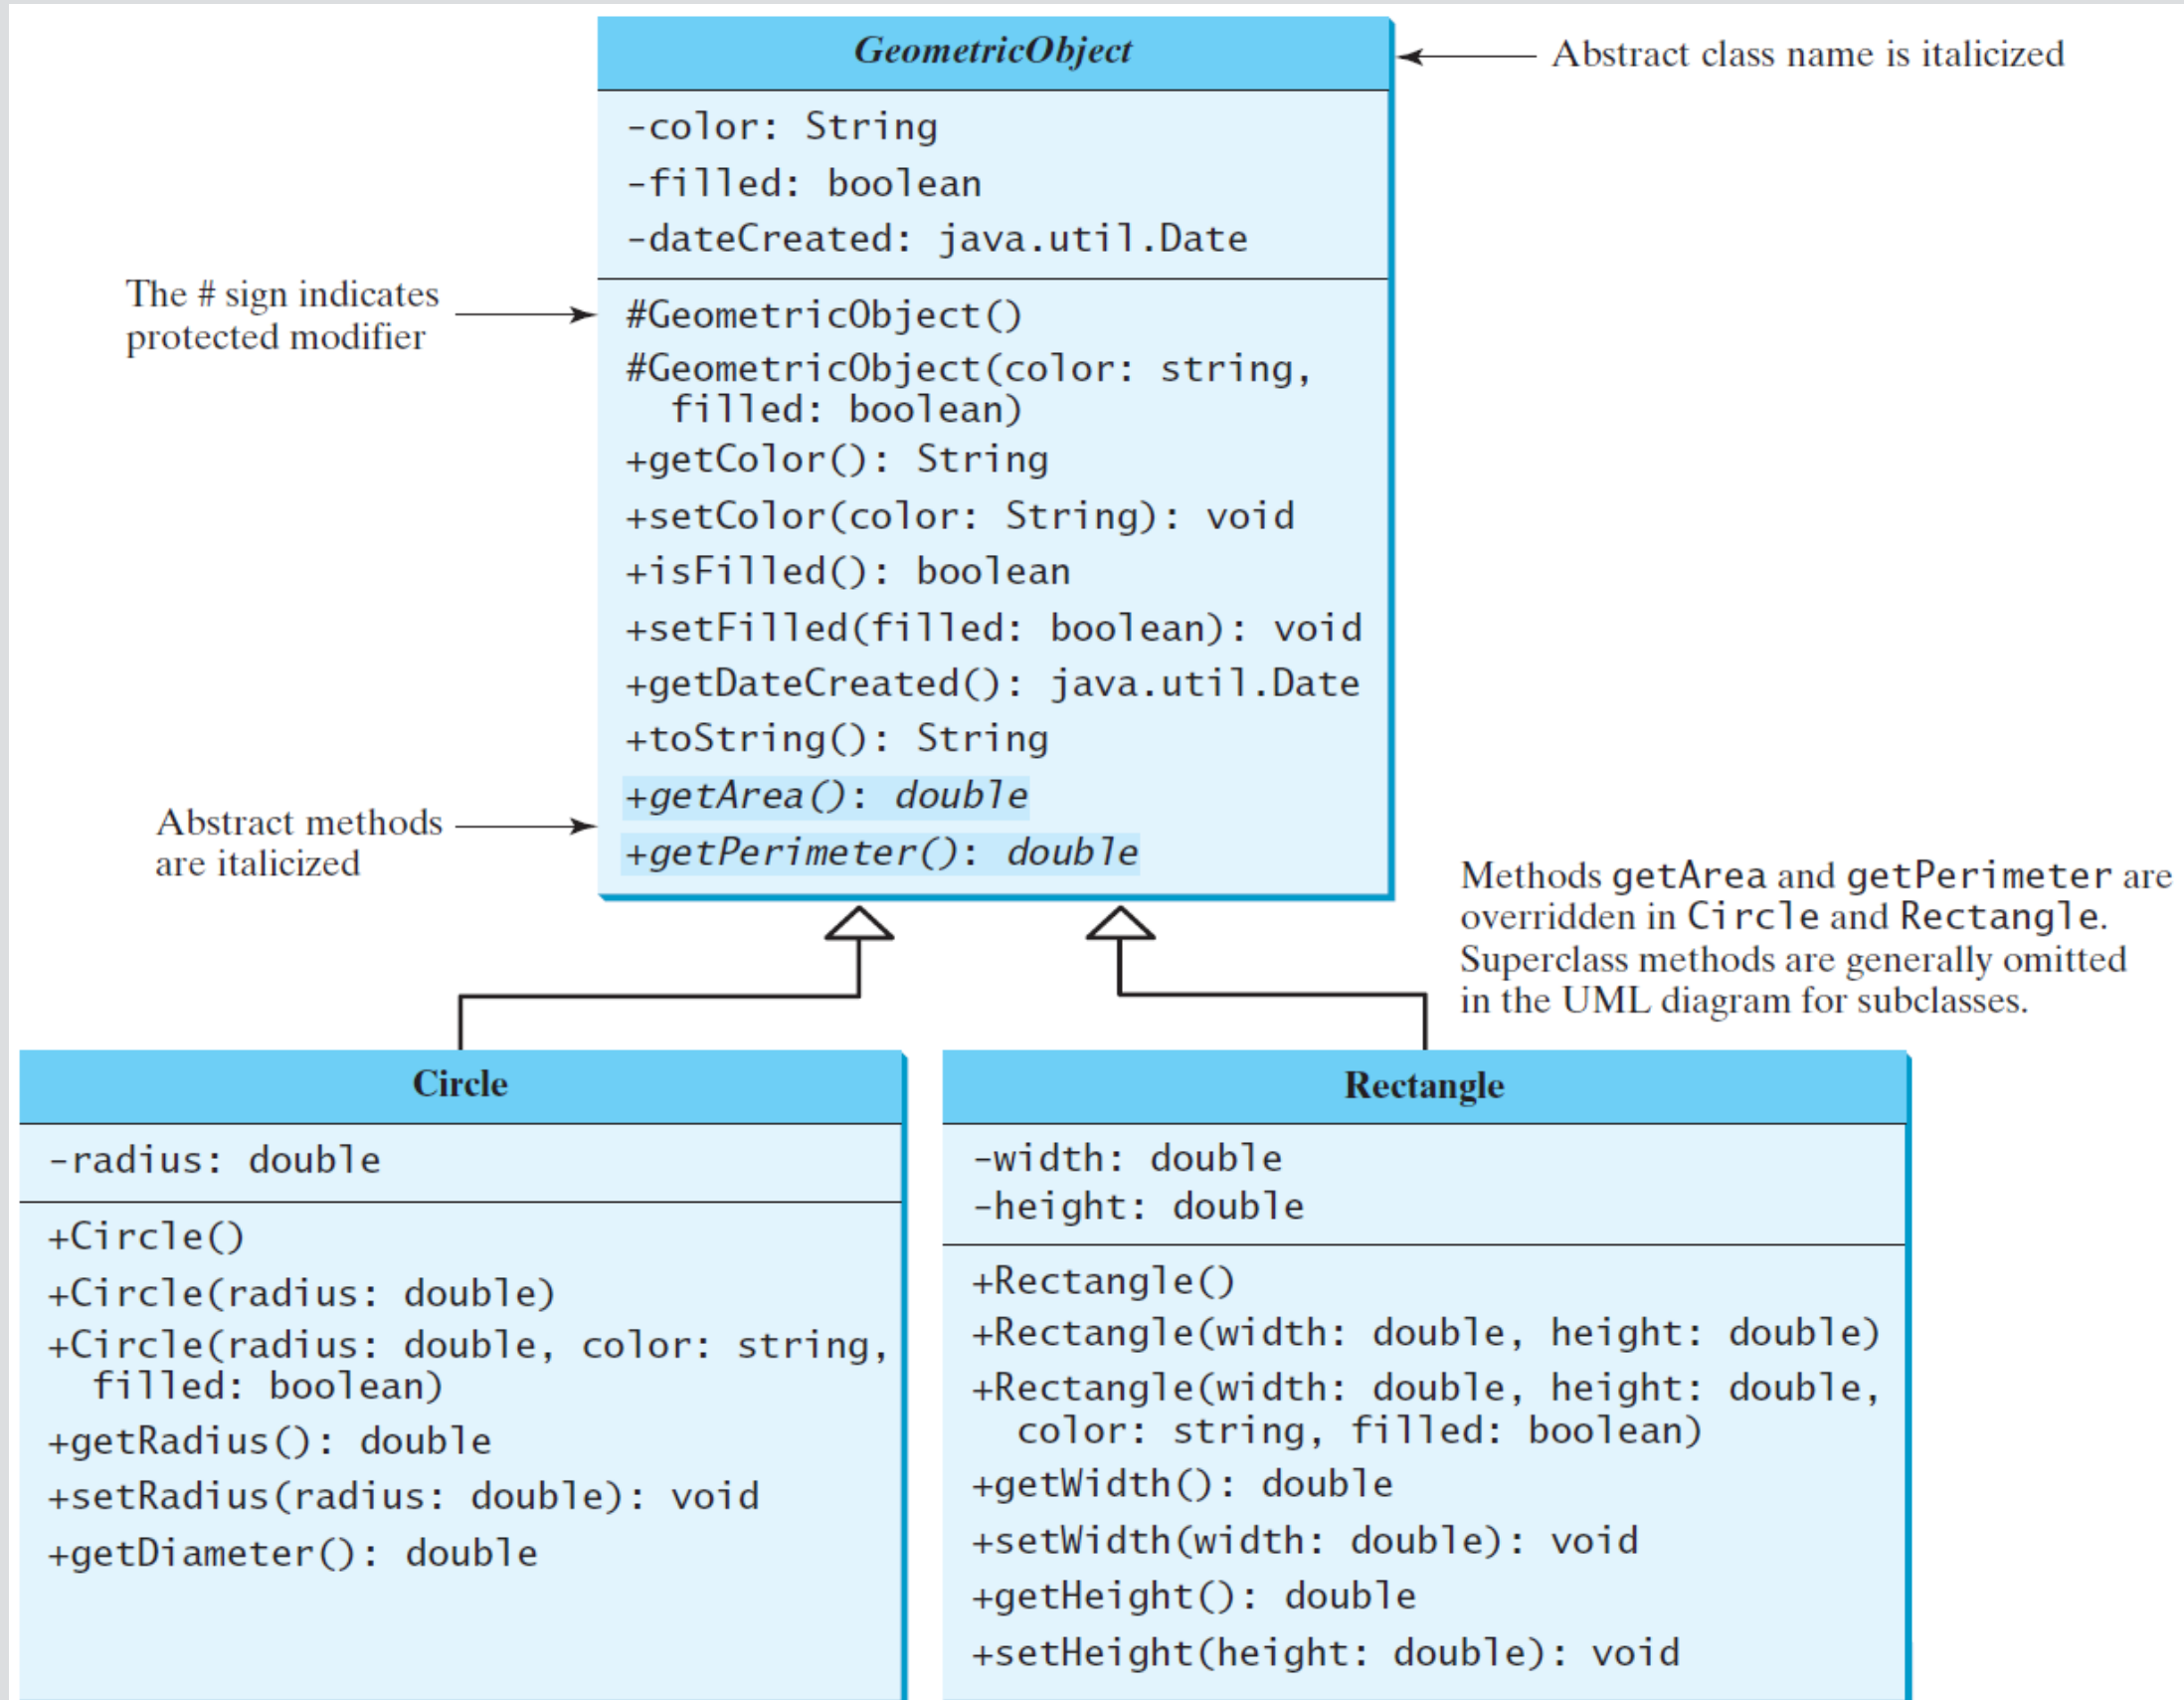 GeometricObject
Abstract class name is italicized
-color: String
-filled: boolean
-dateCreated: java.util.Date
The # sign indicates
protected modifier
#GeometricObject()
#GeometricObject(color: string,
filled: boolean)
+getColor(): String
+setColor(color: String): void
+isFilled(): boolean
+setFilled(filled: boolean): void
+getDateCreated(): java.util.Date
+toString(): String
+getArea(): double
+getPerimeter(): double
Abstract methods
are italicized
Methods getArea and getPerimeter are
overridden in Circle and Rectangle.
Superclass methods are generally omitted
in the UML diagram for subclasses.
Circle
-radius: double
+Circle()
+Circle(radius: double)
+Circle(radius: double, color: string,
filled: boolean)
+getRadius(): double
+setRadius(radius: double): void
+getDiameter(): double
Rectangle
-width: double
-height: double
+Rectangle()
+Rectangle(width: double, height: double)
+Rectangle(width: double, height: double,
color: string, filled: boolean)
+getWidth(): double
+setWidth(width: double): void
+getHeight(): double
+setHeight(height: double): void